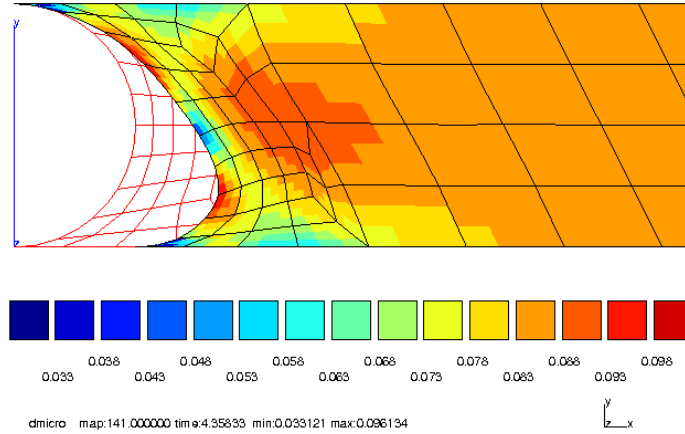 y
z
0.038 0.048 0.058 0.068 0.078 0.088 0.098
0.033 0.043 0.053 0.063 0.073 0.083 0.093
y
z x
dmicro map:141.000000 time:4.35833 min:0.033121 max:0.096134